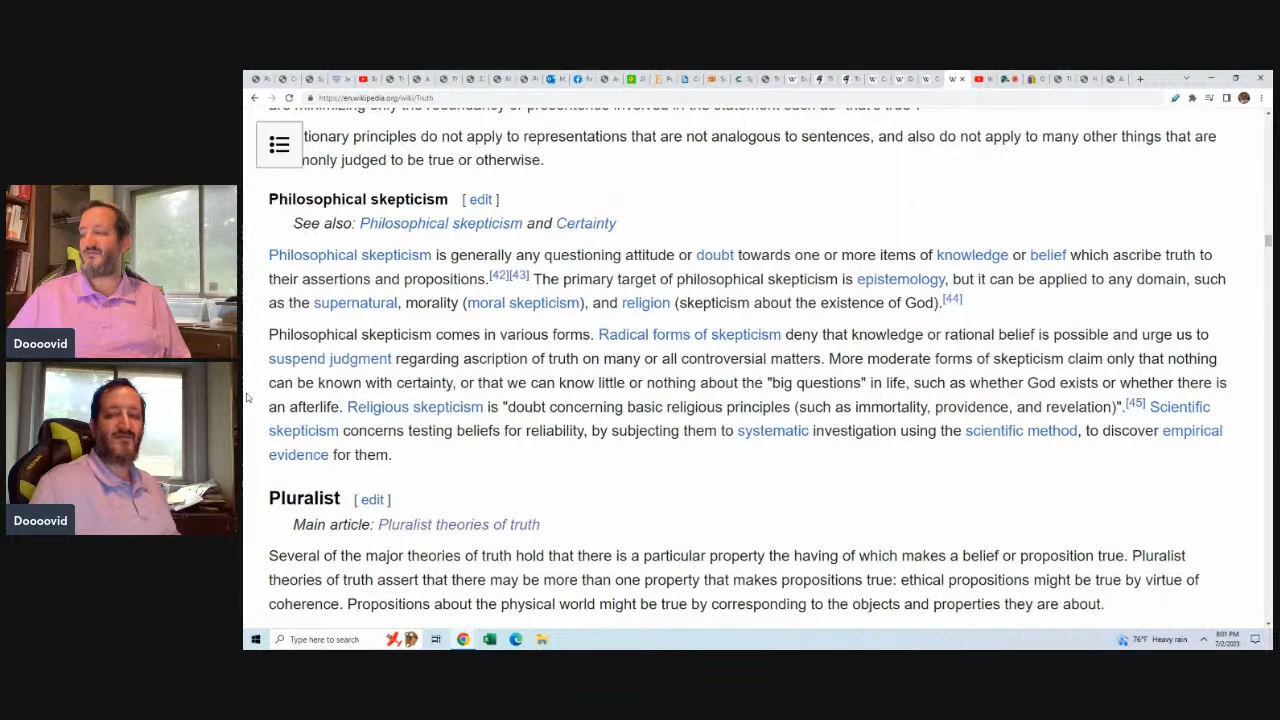 https://en.wikipedia.org/wiki/Truth
tionary principles do not apply to representations that are not analogous to sentences, and also do not apply to many other things that are
monly judged to be true or otherwise.
Philosophical skepticism [ edit ]
See also: Philosophical skepticism and Certainty
Philosophical skepticism is generally any questioning attitude or doubt towards one or more items of knowledge or belief which ascribe truth to
their assertions and propositions.[42][43] The primary target of philosophical skepticism is epistemology, but it can be applied to any domain, such
as the supernatural, morality (moral skepticism), and religion (skepticism about the existence of God).[44]
Philosophical skepticism comes in various forms. Radical forms of skepticism deny that knowledge or rational belief is possible and urge us to
suspend judgment regarding ascription of truth on many or all controversial matters. More moderate forms of skepticism claim only that nothing
can be known with certainty, or that we can know little or nothing about the "big questions" in life, such as whether God exists or whether there is
an afterlife. Religious skepticism is "doubt concerning basic religious principles (such as immortality, providence, and revelation)".[45] Scientific
skepticism concerns testing beliefs for reliability, by subjecting them to systematic investigation using the scientific method, to discover empirical
evidence for them.
Pluralist [ edit ]
Main article: Pluralist theories of truth
Several of the major theories of truth hold that there is a particular property the having of which makes a belief or proposition true. Pluralist
theories of truth assert that there may be more than one property that makes propositions true: ethical propositions might be true by virtue of
coherence. Propositions about the physical world might be true by corresponding to the objects and properties they are about.
Type here to search
76°F Heavy rain
8:01 PM
7/2/2023
Doooovid
Doooovid